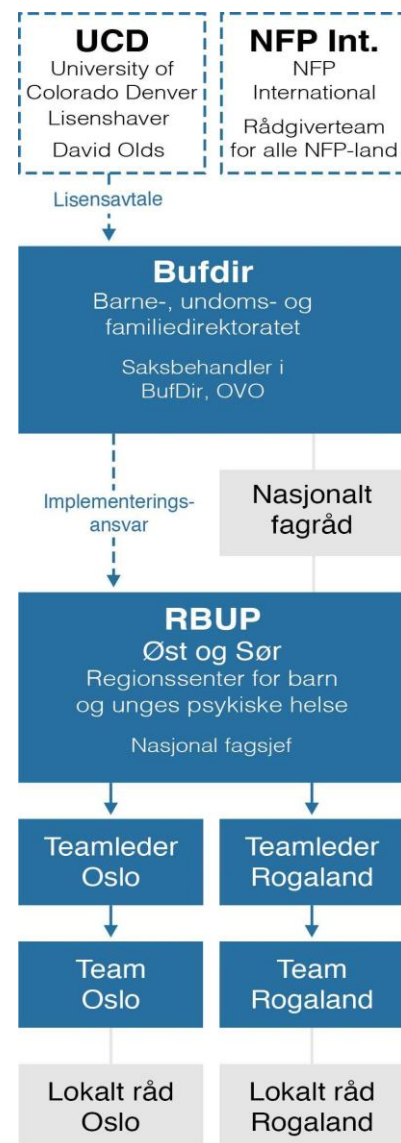 UCD
University of
Colorado Denver
Lisenshaver
David Olds
NFP Int.
NFP
International
Rådgiverteam
for alle NFP-land
Lisensavtale
Bufdir
Barne-, undoms- og
familiedirektoratet
Saksbehandler i
BufDir, OVO
Implementerings-
ansvar
Nasjonalt
fagråd
RBUP
Øst og Sør
Regionssenter for barn
og unges psykiske helse
Nasjonal fagsjef
Teamleder
Oslo
Teamleder
Rogaland
Team
Oslo
Team
Rogaland
Lokalt råd
Oslo
Lokalt råd
Rogaland